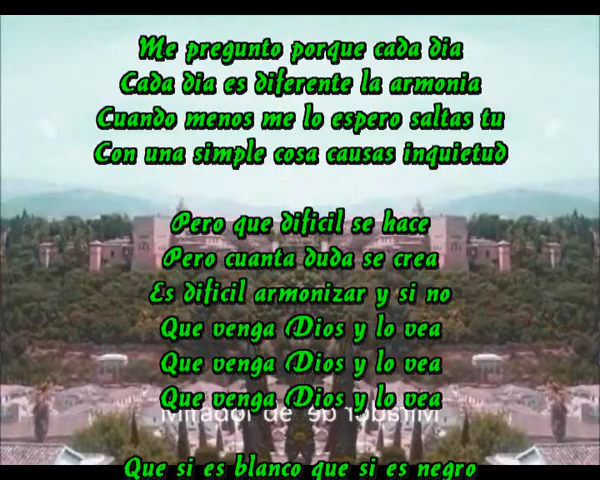 Me pregunto porque cada dia
Cada dia es diferente la armonia
Cuando menos me lo espero saltas tu
Con una simple cosa causas inquietud
Pero que dificil se hace
Pero cuanta duda se crea
Es dificil armonizar y si no
Que venga Dios y lo vea
Que venga Dios y lo vea
Que venga Dios y lo vea
Mirador de
Que si es blanco que si es negro